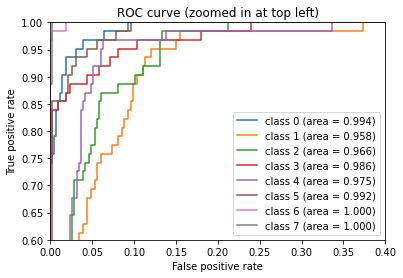 ROC curve (zoomed in at top left)
True positive rate
1.00
0.95
0.90
0.85
0.80
0.75
0.70
0.65
0.60
class 0 (area = 0.994)
class 1 (area = 0.958)
class 2 (area = 0.966)
class 3 (area = 0.986)
class 4 (area = 0.975)
class 5 (area = 0.992)
class 6 (area = 1.000)
class 7 (area = 1.000)
0.00 0.05 0.10 0.15 0.20 0.25 0.30 0.35 0.40
False positive rate